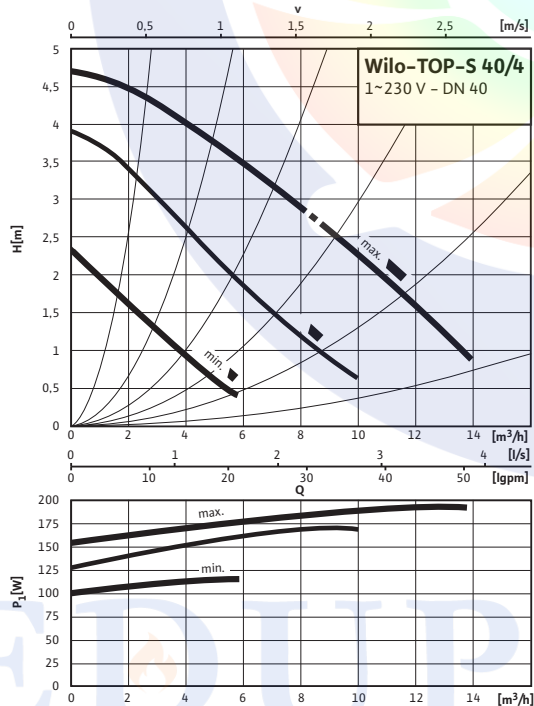 v
0 0,5 1 1,5 2 2,5 [m/s]
Wilo-TOP-S 40/4
1~230 V - DN 40
5
4,5
4
3,5
3
2,5
2
1,5
1
0,5
0
H[m]
max.
min.
0 2 4 6 8 10 12 14 [m³/h]
0 1 2 3 4 [l/s]
0 10 20 30 40 50 [Igpm]
Q
200
175
150
125
100
75
50
25
0
P1[W]
max.
min.
0 2 4 6 8 10 12 14 [m³/h]
EDUP